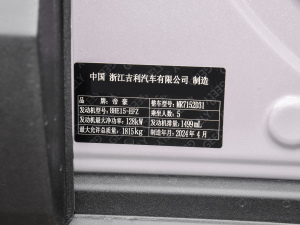 中国 浙江吉利汽车有限公司 制造
品 牌:帝豪 整车型号:MR7152D31
发动机型号:BHE15-EFZ 乘坐人数:5
发动机最大净功率:128kW 发动机排量:1499mL
最大允许总质量:1815kg 制造年月:2024年4月